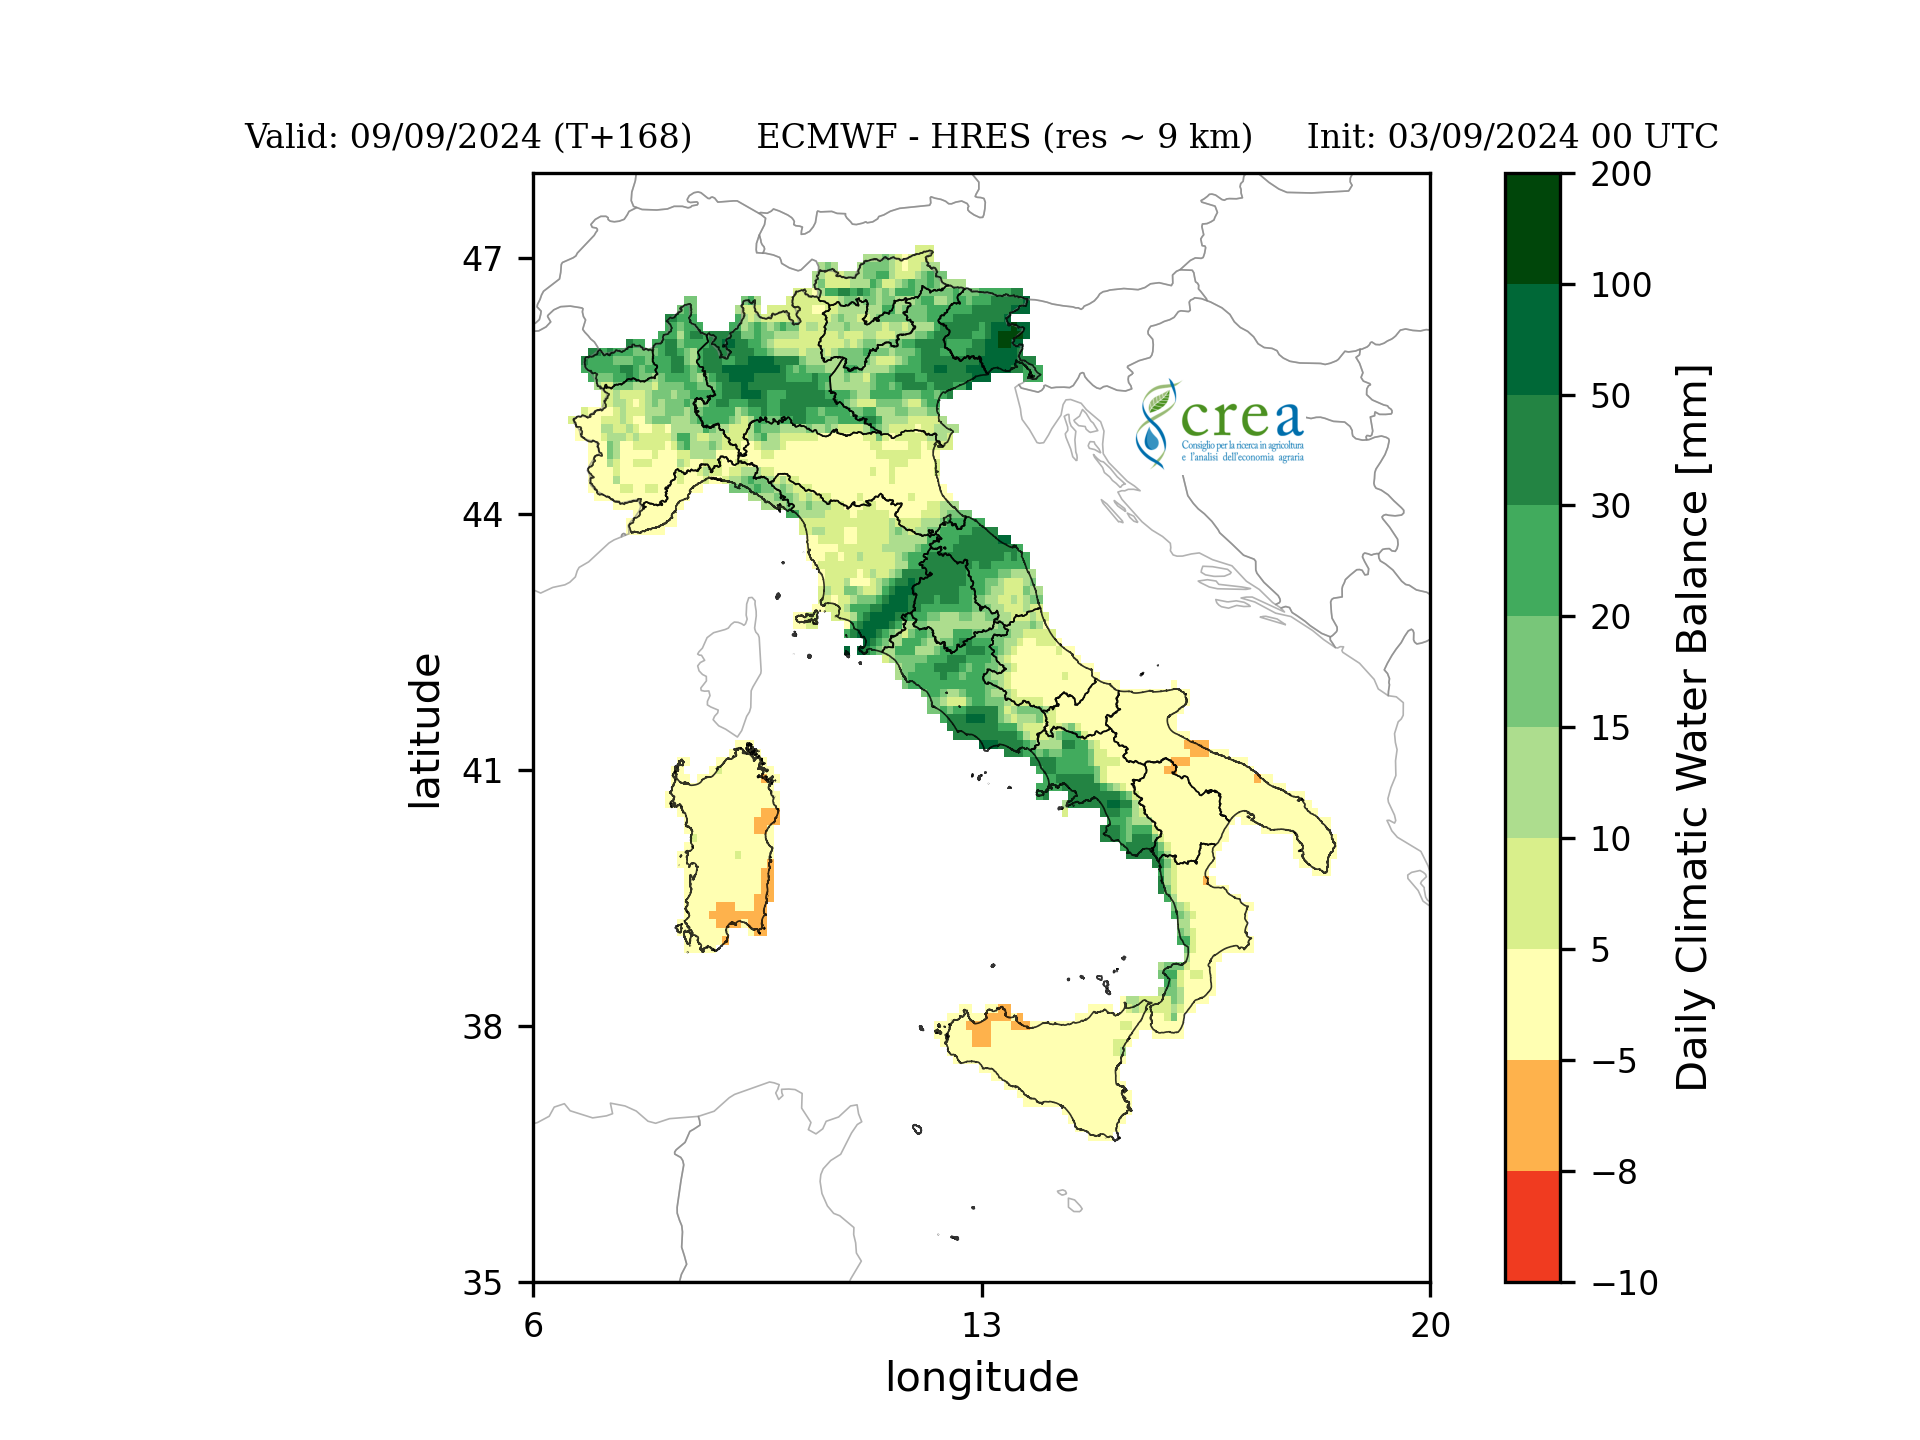 Valid: 09/09/2024 (T+168) ECMWF - HRES (res ~ 9 km) Init: 03/09/2024 00 UTC
200
100
50
30
20
15
10
5
−5
−8
−10
Daily Climatic Water Balance [mm]
47
44
41
38
35
latitude
6 13 20
longitude
crea
Consiglio per la ricerca in agricoltura
e l'analisi dell'economia agraria